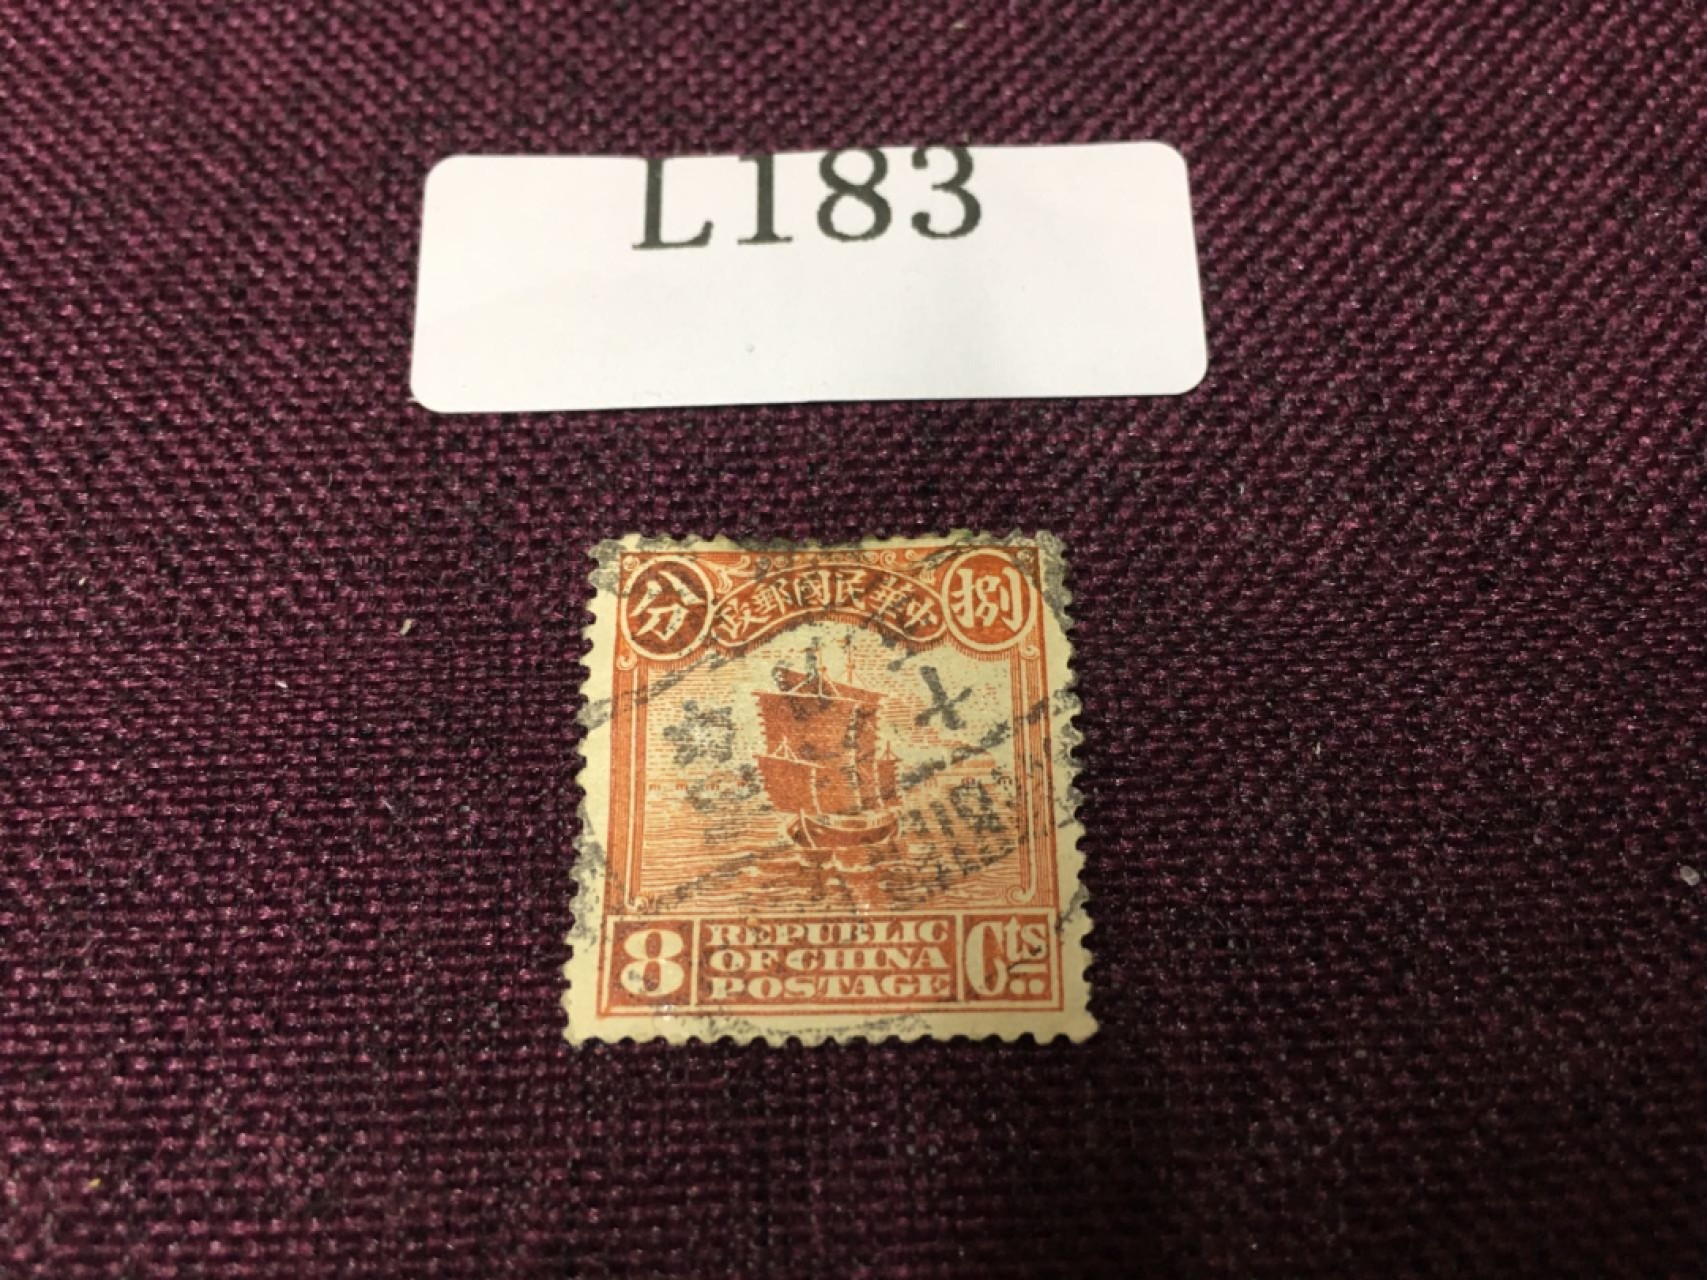 L183
捌 中華民國郵政 分
8 REPUBLIC OF CHINA POSTAGE Cts